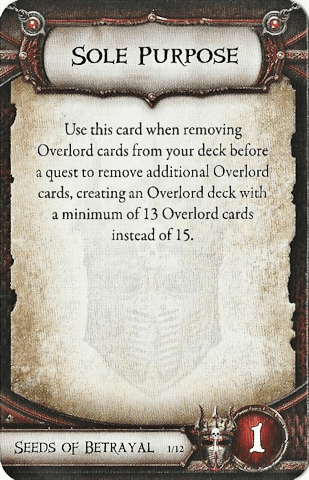 Sole Purpose
Use this card when removing
Overlord cards from your deck before
a quest to remove additional Overlord
cards, creating an Overlord deck with
a minimum of 13 Overlord cards
instead of 15.
Seeds of Betrayal 1/12
1